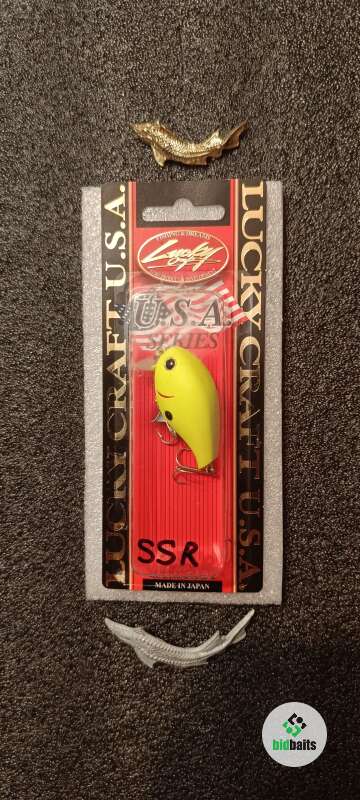 LUCKY CRAFT U.S.A.
LUCKY CRAFT U.S.A.
Lucky
Craft
U.S.A.
SERIES
SSR
MADE IN JAPAN
bidbaits